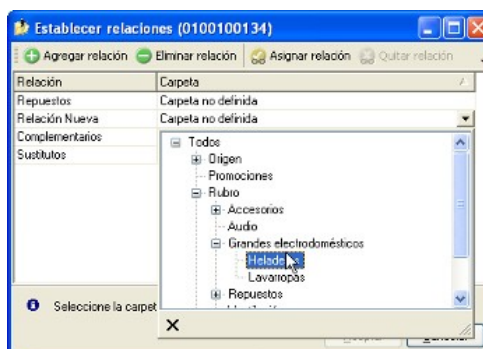 Establecer relaciones (0100100134)
Agregar relación Eliminar relación Asignar relación Quitar relación
Relación Carpeta
Repuestos Carpeta no definida
Relación Nueva Carpeta no definida
Complementarios
Sustitutos
Todos
Origen
Promociones
Rubro
Accesorios
Audio
Grandes electrodomésticos
Heladeras
Lavarropas
Repuestos
Seleccione la carpet